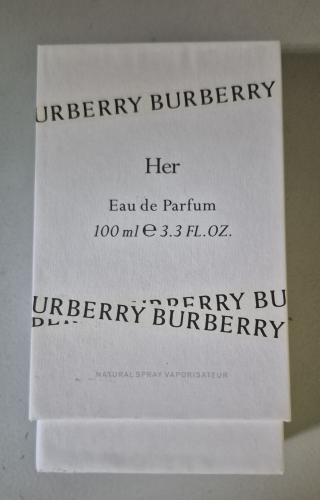 URBERRY BURBERRY
Her
Eau de Parfum
100 ml ℮ 3.3 FL.OZ.
URBERRY BU
URBERRY BURBERRY
NATURAL SPRAY VAPORISATEUR